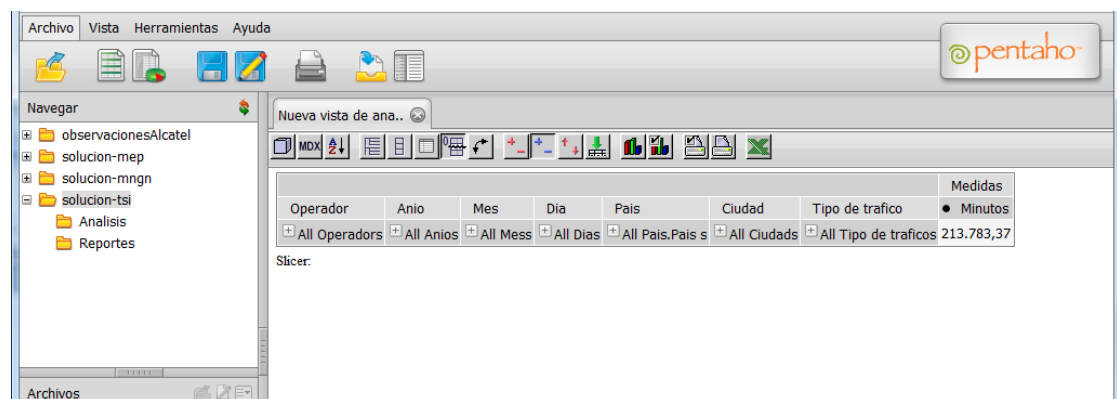 Archivo Vista Herramientas Ayuda
pentaho
Navegar
observacionesAlcatel
solucion-mep
solucion-mngn
solucion-tsi
Analisis
Reportes
Archivos
Nueva vista de ana..
MDX
Medidas
Operador Anio Mes Dia Pais Ciudad Tipo de trafico Minutos
All Operadors All Anios All Mess All Dias All Pais.Pais s All Ciudads All Tipo de traficos 213.783,37
Slicer: